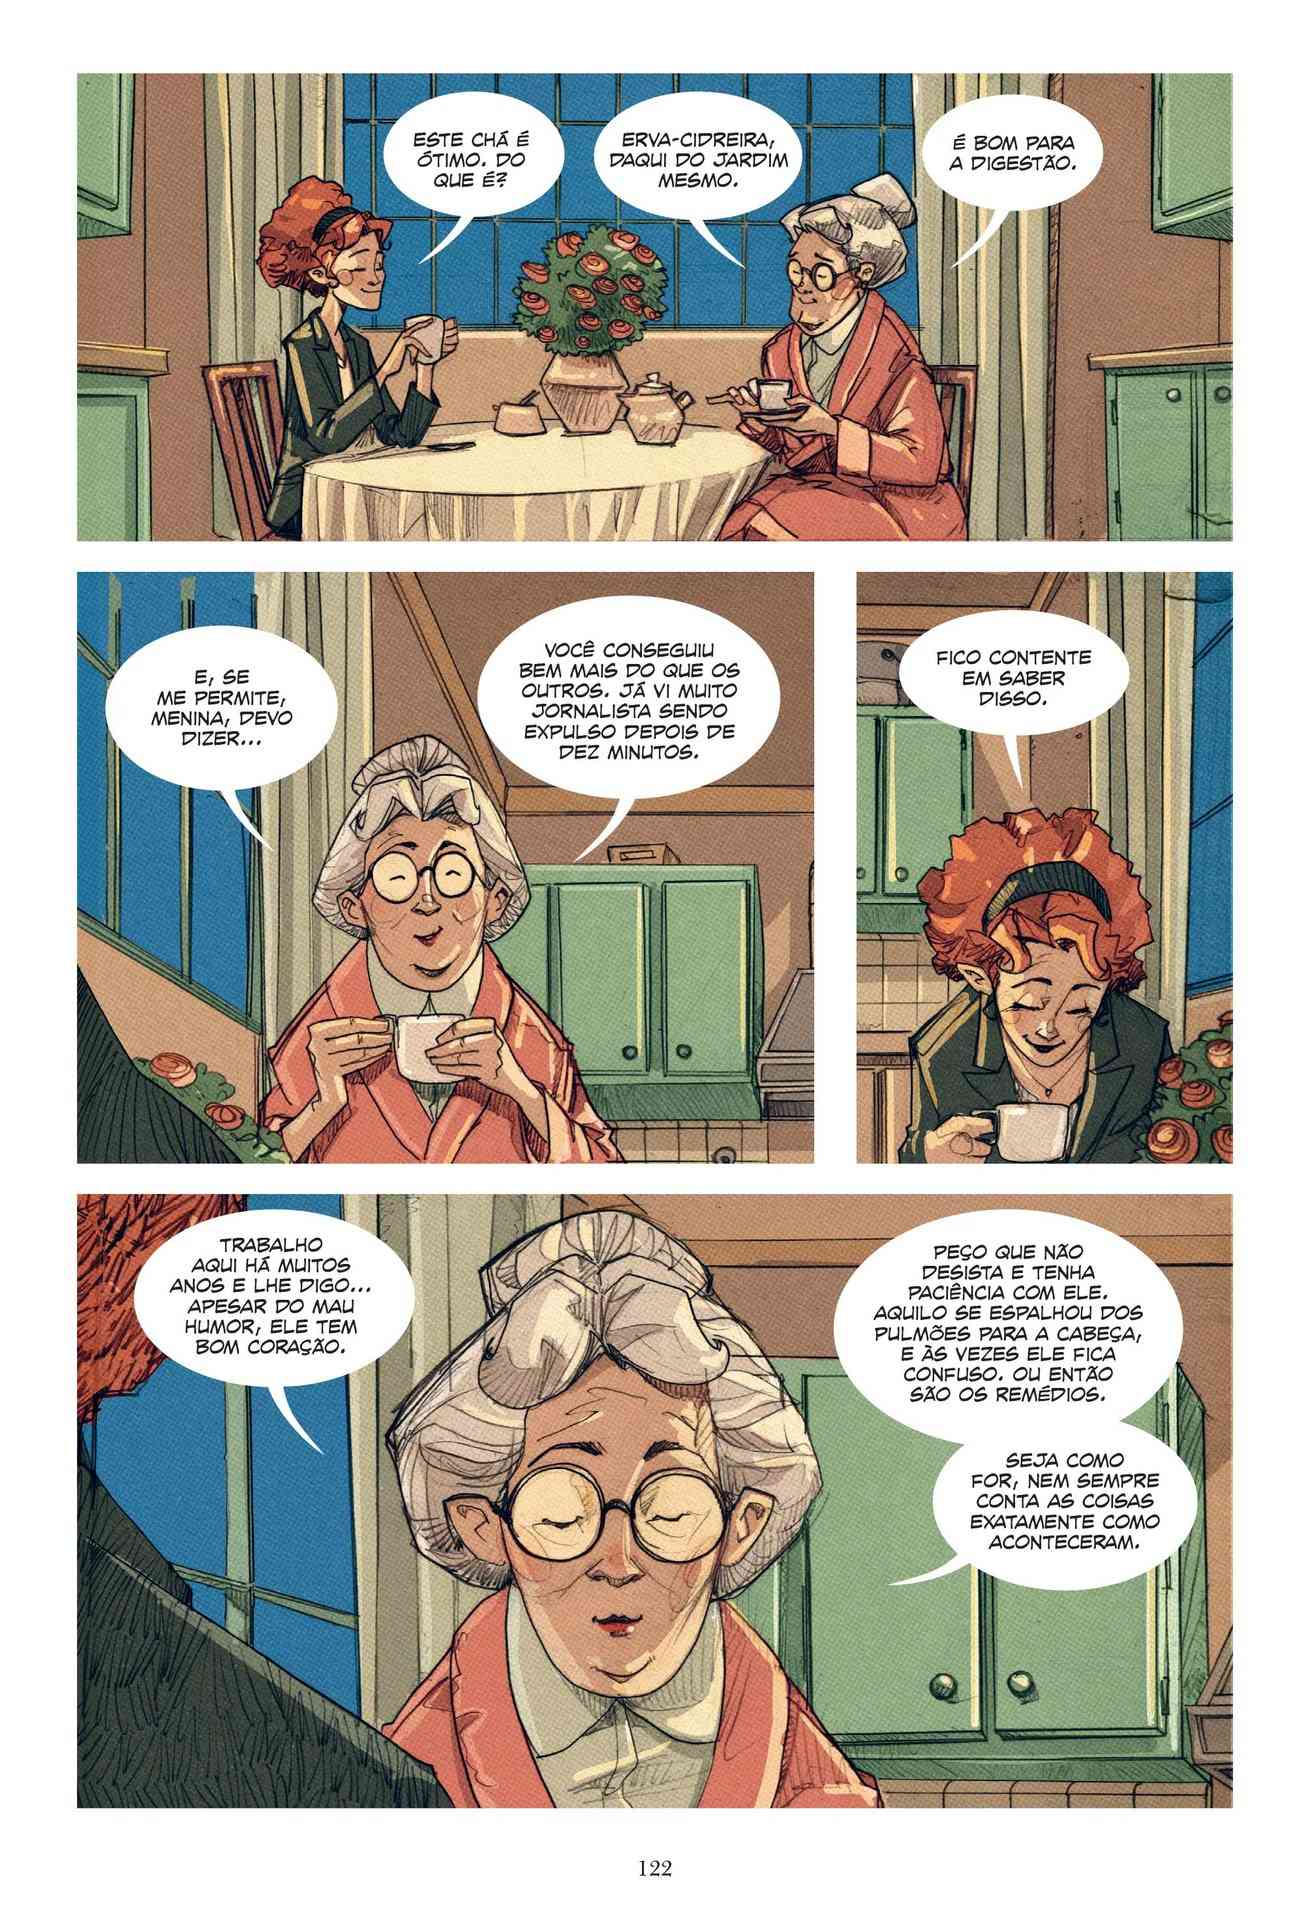 ESTE CHÁ É
ÓTIMO. DO
QUE É?
ERVA-CIDREIRA,
DAQUI DO JARDIM
MESMO.
É BOM PARA
A DIGESTÃO.
E, SE
ME PERMITE,
MENINA, DEVO
DIZER...
VOCÊ CONSEGUIU
BEM MAIS DO QUE OS
OUTROS. JÁ VI MUITO
JORNALISTA SENDO
EXPULSO DEPOIS DE
DEZ MINUTOS.
FICO CONTENTE
EM SABER
DISSO.
TRABALHO
AQUI HÁ MUITOS
ANOS E LHE DIGO...
APESAR DO MAU
HUMOR, ELE TEM
BOM CORAÇÃO.
PEÇO QUE NÃO
DESISTA E TENHA
PACIÊNCIA COM ELE.
AQUILO SE ESPALHOU DOS
PULMÕES PARA A CABEÇA,
E ÀS VEZES ELE FICA
CONFUSO. OU ENTÃO
SÃO OS REMÉDIOS.
SEJA COMO
FOR, NEM SEMPRE
CONTA AS COISAS
EXATAMENTE COMO
ACONTECERAM.
122